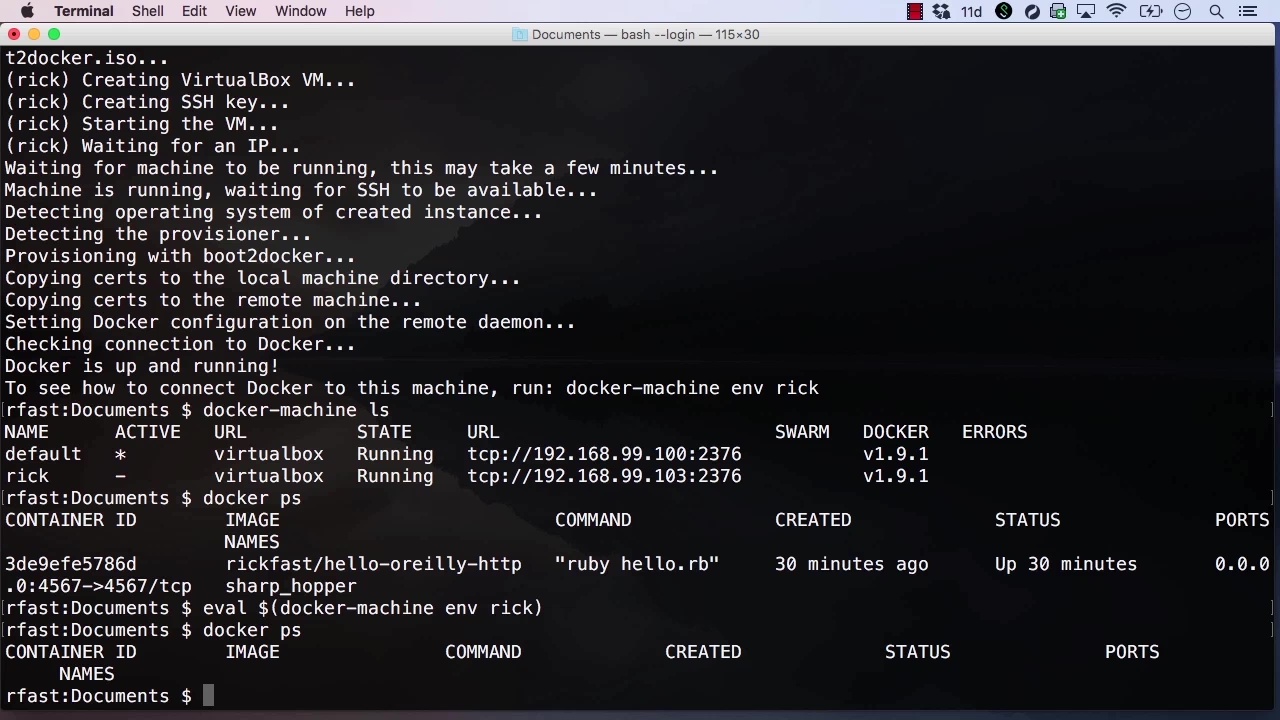 Terminal Shell Edit View Window Help 11d
Documents — bash --login — 115×30
t2docker.iso...
(rick) Creating VirtualBox VM...
(rick) Creating SSH key...
(rick) Starting the VM...
(rick) Waiting for an IP...
Waiting for machine to be running, this may take a few minutes...
Machine is running, waiting for SSH to be available...
Detecting operating system of created instance...
Detecting the provisioner...
Provisioning with boot2docker...
Copying certs to the local machine directory...
Copying certs to the remote machine...
Setting Docker configuration on the remote daemon...
Checking connection to Docker...
Docker is up and running!
To see how to connect Docker to this machine, run: docker-machine env rick
[rfast:Documents $ docker-machine ls ]
NAME ACTIVE URL STATE URL SWARM DOCKER ERRORS
default * virtualbox Running tcp://192.168.99.100:2376 v1.9.1
rick - virtualbox Running tcp://192.168.99.103:2376 v1.9.1
[rfast:Documents $ docker ps ]
CONTAINER ID IMAGE COMMAND CREATED STATUS PORTS
NAMES
3de9efe5786d rickfast/hello-oreilly-http "ruby hello.rb" 30 minutes ago Up 30 minutes 0.0.0
.0:4567->4567/tcp sharp_hopper
[rfast:Documents $ eval $(docker-machine env rick) ]
[rfast:Documents $ docker ps ]
CONTAINER ID IMAGE COMMAND CREATED STATUS PORTS
NAMES
rfast:Documents $